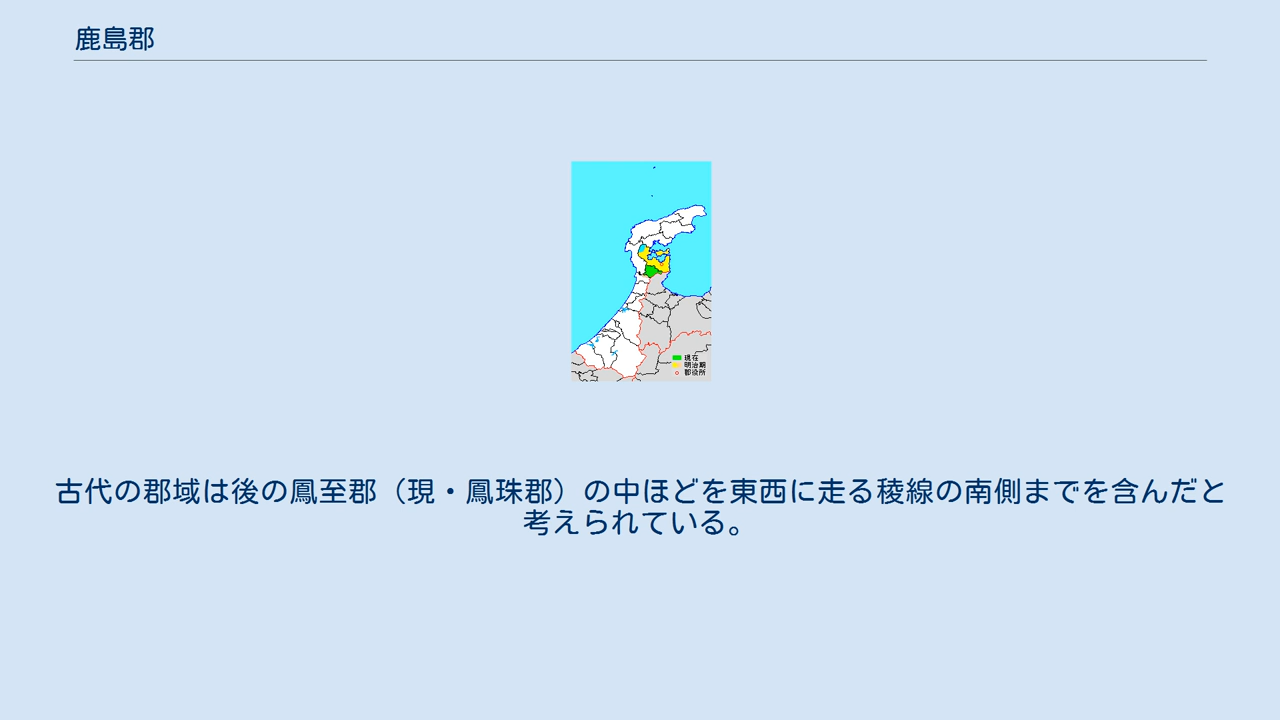 鹿島郡
現在
明治期
郡役所
古代の郡域は後の鳳至郡（現・鳳珠郡）の中ほどを東西に走る稜線の南側までを含んだと
考えられている。